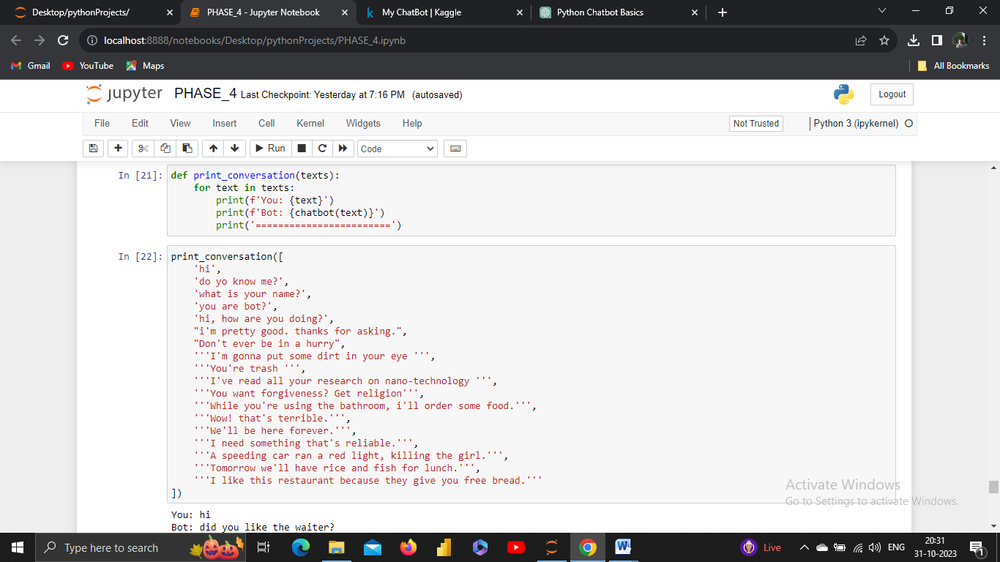 Desktop/pythonProjects/
PHASE_4 - Jupyter Notebook
My ChatBot | Kaggle
Python Chatbot Basics
localhost:8888/notebooks/Desktop/pythonProjects/PHASE_4.ipynb
Gmail YouTube Maps All Bookmarks
jupyter PHASE_4 Last Checkpoint: Yesterday at 7:16 PM (autosaved) Logout
File Edit View Insert Cell Kernel Widgets Help Not Trusted Python 3 (ipykernel)
Run Code
In [21]: def print_conversation(texts):
    for text in texts:
        print(f'You: {text}')
        print(f'Bot: {chatbot(text)}')
        print('========================')
In [22]: print_conversation([
    'hi',
    'do yo know me?',
    'what is your name?',
    'you are bot?',
    'hi, how are you doing?',
    "i'm pretty good. thanks for asking.",
    "Don't ever be in a hurry",
    '''I'm gonna put some dirt in your eye ''',
    '''You're trash ''',
    '''I've read all your research on nano-technology ''',
    '''You want forgiveness? Get religion''',
    '''While you're using the bathroom, i'll order some food.''',
    '''Wow! that's terrible.''',
    '''We'll be here forever.''',
    '''I need something that's reliable.''',
    '''A speeding car ran a red light, killing the girl.''',
    '''Tomorrow we'll have rice and fish for lunch.''',
    '''I like this restaurant because they give you free bread.'''
])
Activate Windows
Go to Settings to activate Windows.
You: hi
Bot: did you like the waiter?
Type here to search
Live
ENG
20:31
31-10-2023
1